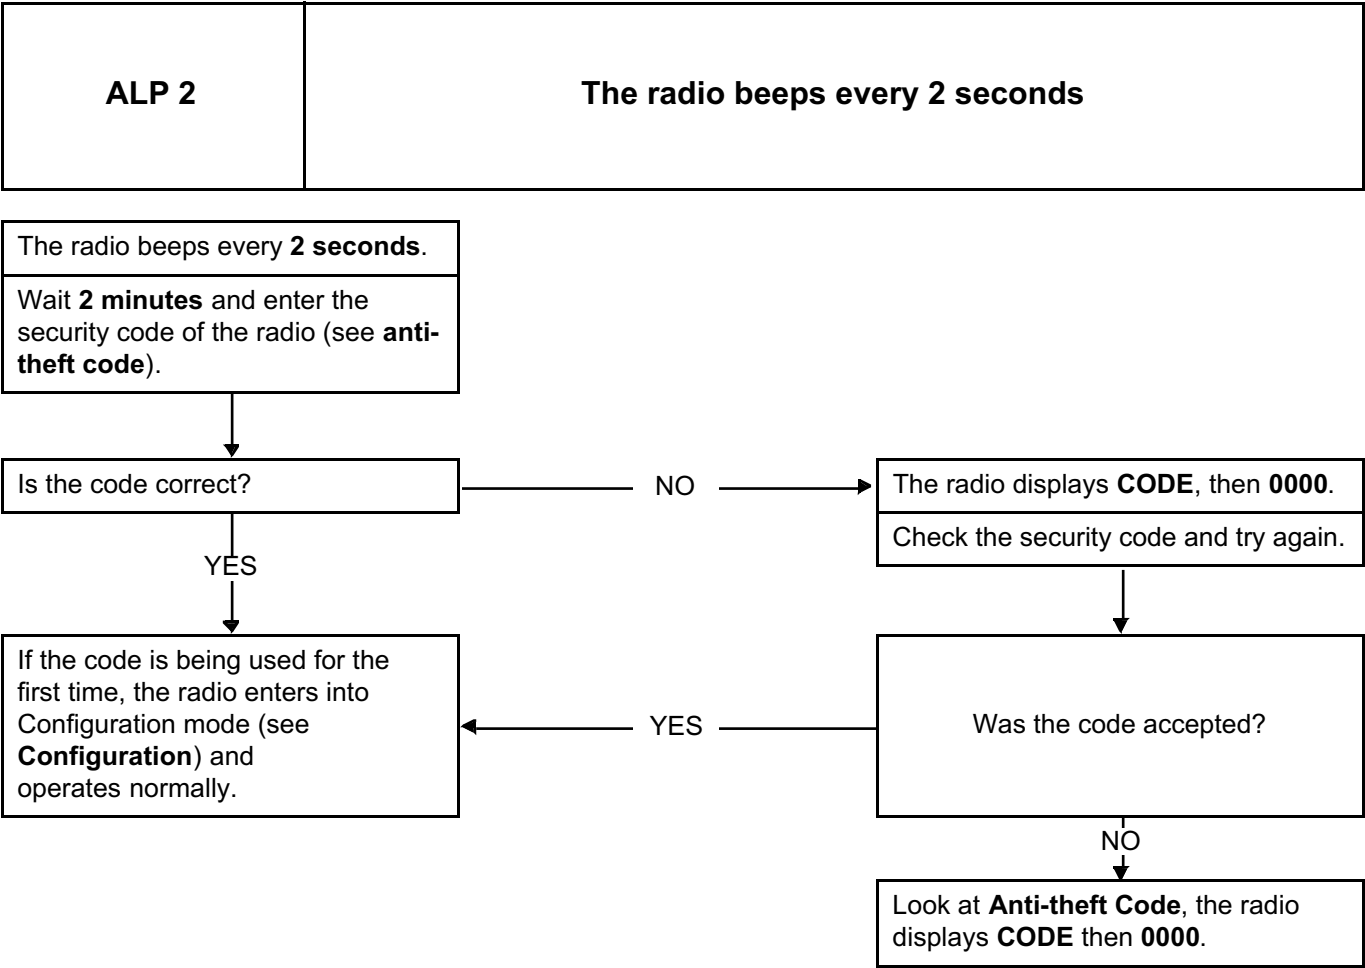 ALP 2
The radio beeps every 2 seconds
The radio beeps every 2 seconds.
Wait 2 minutes and enter the
security code of the radio (see anti-
theft code).
Is the code correct?
NO
The radio displays CODE, then 0000.
Check the security code and try again.
YES
If the code is being used for the
first time, the radio enters into
Configuration mode (see
Configuration) and
operates normally.
YES
Was the code accepted?
NO
Look at Anti-theft Code, the radio
displays CODE then 0000.